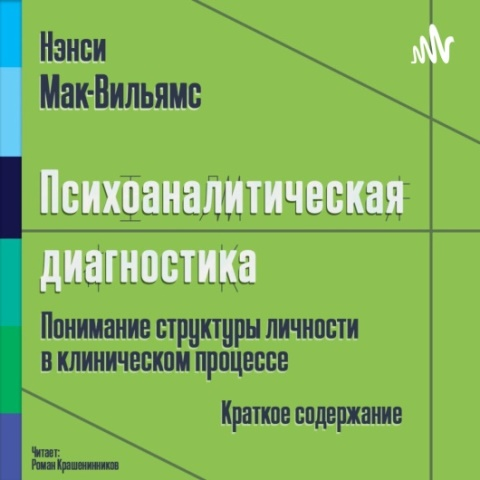 Нэнси
Мак-Вильямс
Психоаналитическая
диагностика
Понимание структуры личности
в клиническом процессе
Краткое содержание
Читает:
Роман Крашенинников